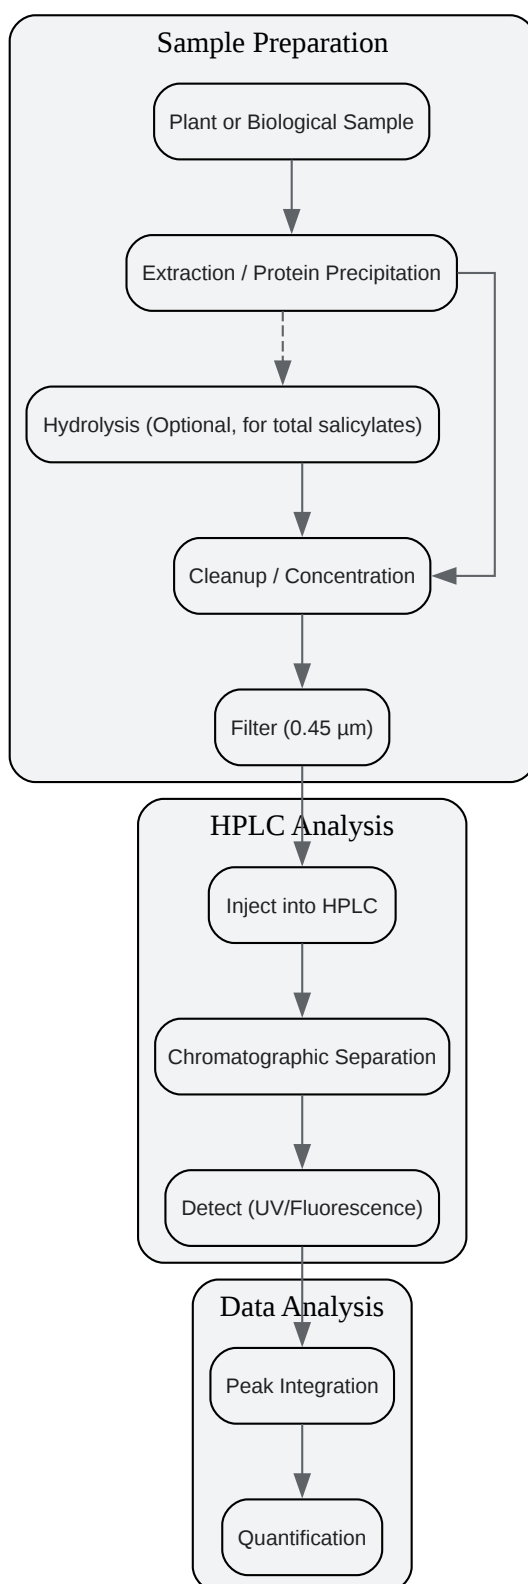 Sample Preparation
Plant or Biological Sample
Extraction / Protein Precipitation
Hydrolysis (Optional, for total salicylates)
Cleanup / Concentration
Filter (0.45 µm)
HPLC Analysis
Inject into HPLC
Chromatographic Separation
Detect (UV/Fluorescence)
Data Analysis
Peak Integration
Quantification